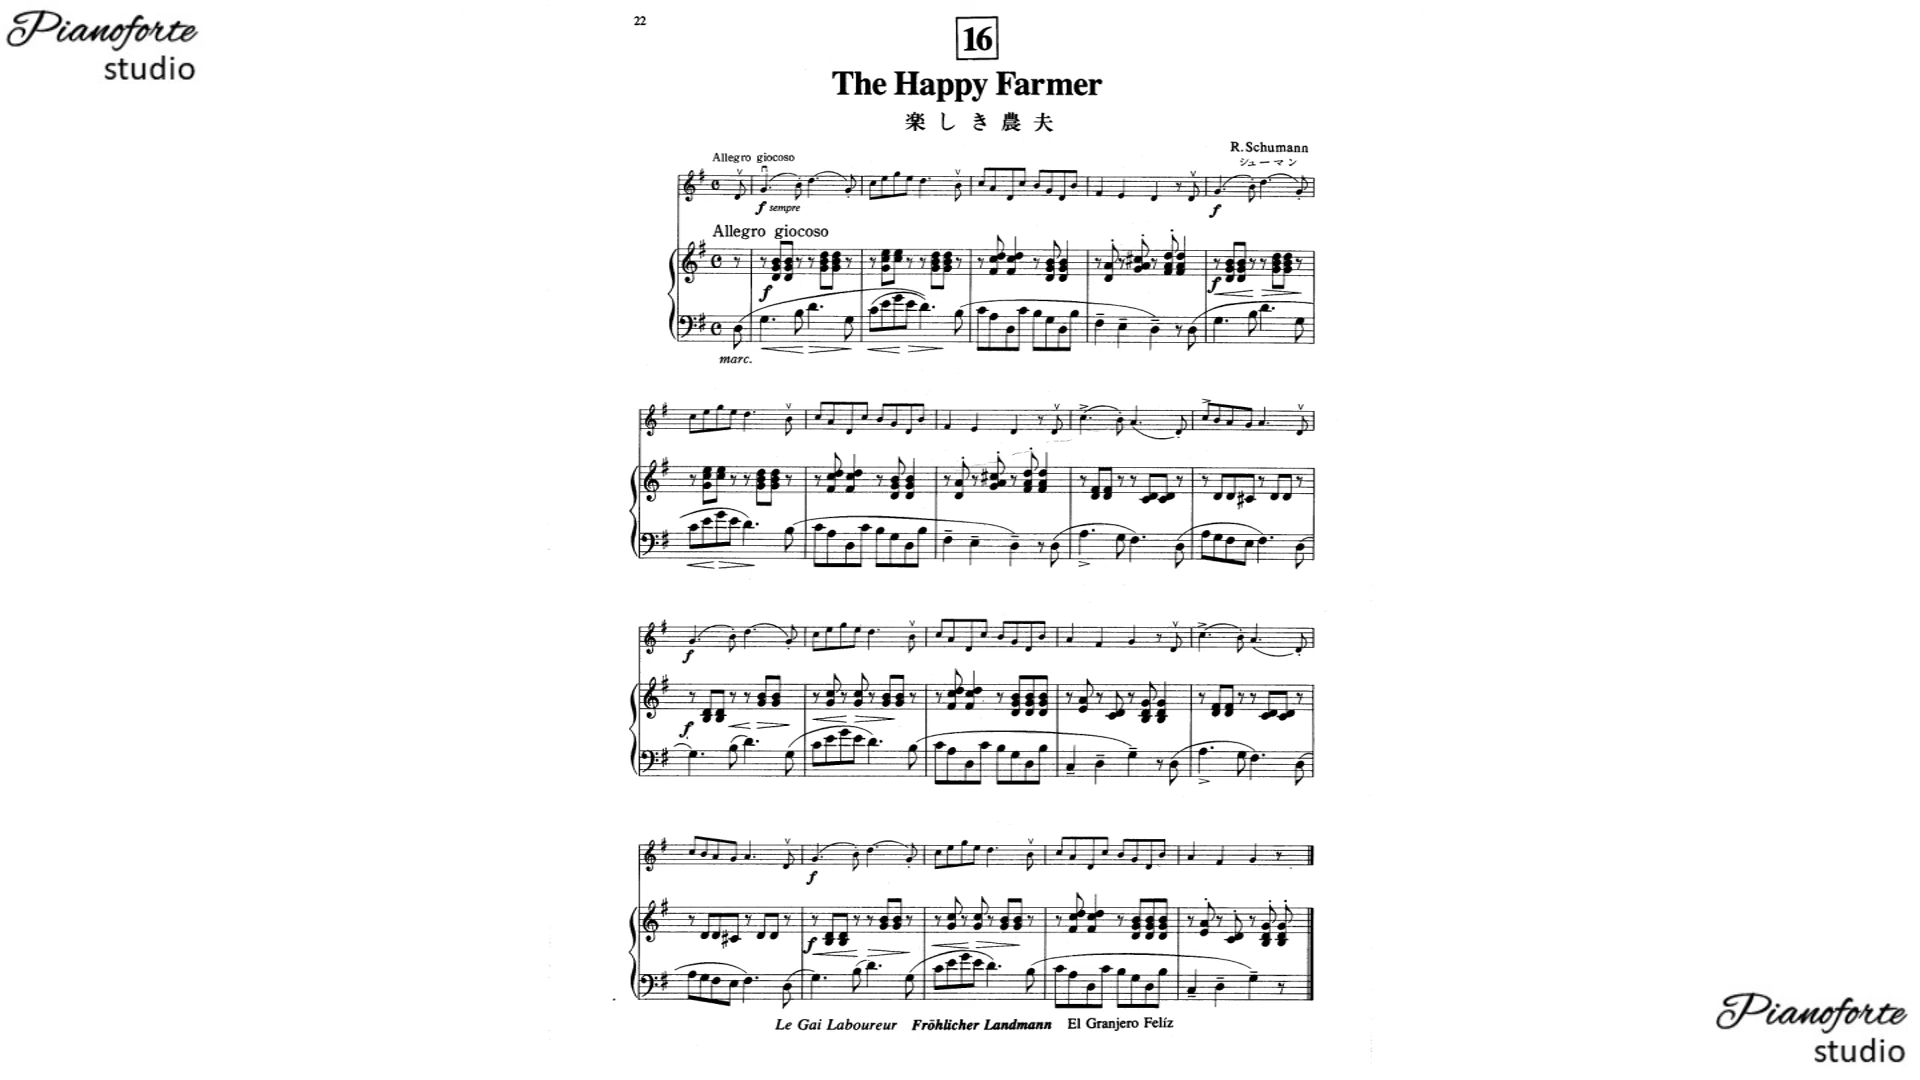 Pianoforte
studio
22
16
The Happy Farmer
楽しき農夫
R.Schumann
シューマン
Allegro giocoso
f sempre
f
Allegro giocoso
f
f
marc.
f
f
f
f
Le Gai Laboureur Fröhlicher Landmann El Granjero Felíz
Pianoforte
studio